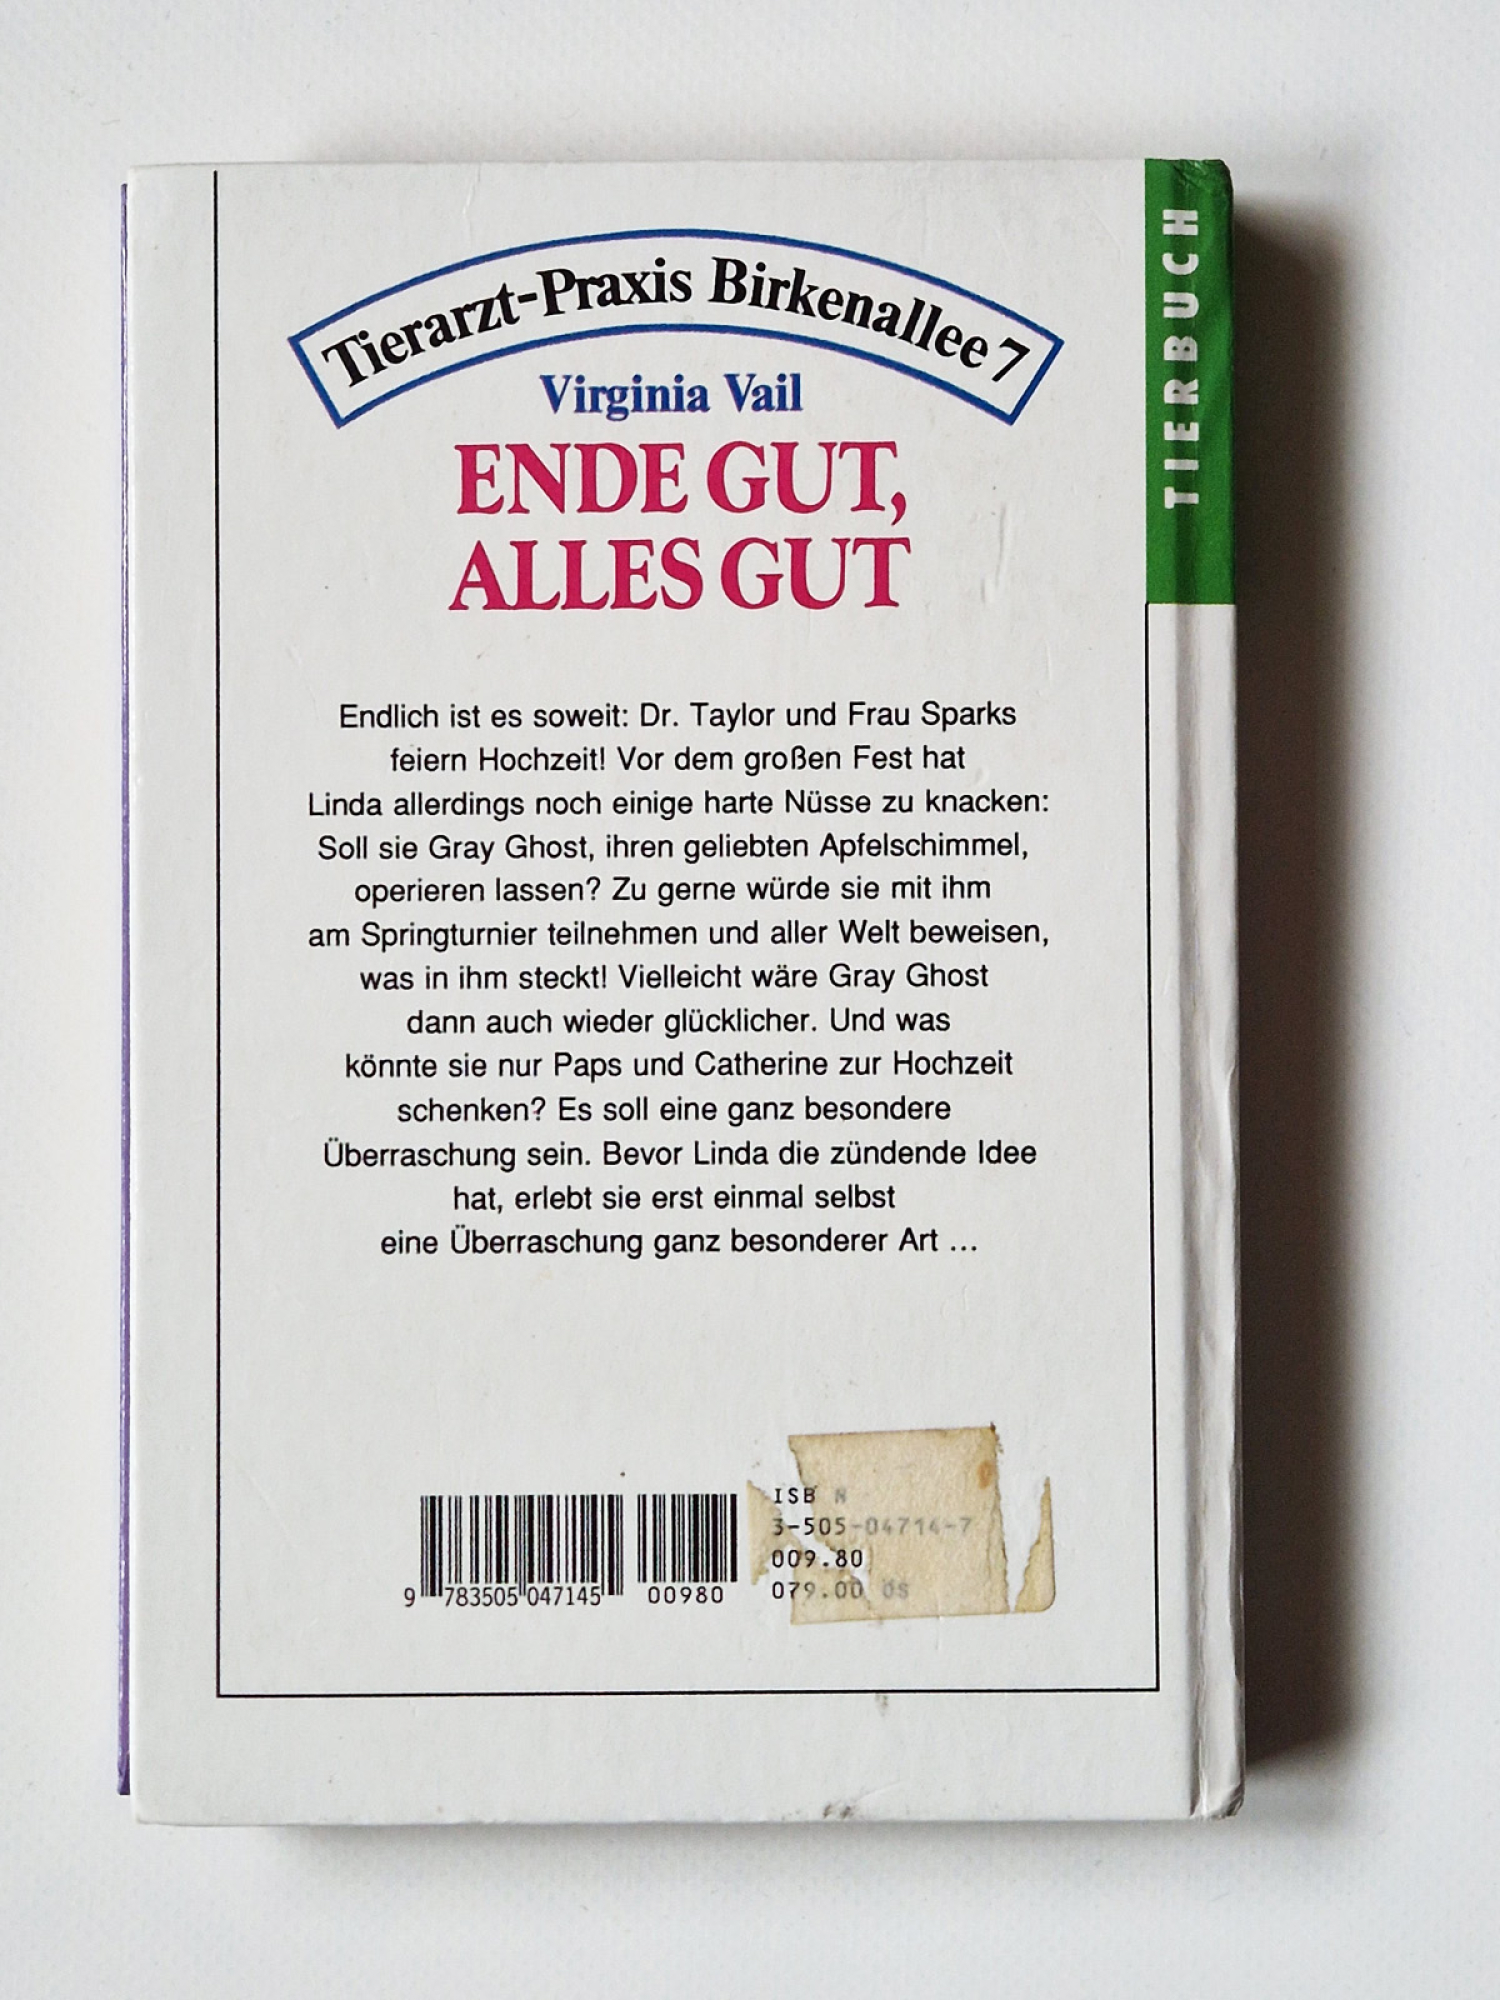 Tierarzt-Praxis Birkenallee 7
Virginia Vail
ENDE GUT,
ALLES GUT
Endlich ist es soweit: Dr. Taylor und Frau Sparks
feiern Hochzeit! Vor dem großen Fest hat
Linda allerdings noch einige harte Nüsse zu knacken:
Soll sie Gray Ghost, ihren geliebten Apfelschimmel,
operieren lassen? Zu gerne würde sie mit ihm
am Springturnier teilnehmen und aller Welt beweisen,
was in ihm steckt! Vielleicht wäre Gray Ghost
dann auch wieder glücklicher. Und was
könnte sie nur Paps und Catherine zur Hochzeit
schenken? Es soll eine ganz besondere
Überraschung sein. Bevor Linda die zündende Idee
hat, erlebt sie erst einmal selbst
eine Überraschung ganz besonderer Art ...
ISB N
3-505-04714-7
009.80
079.00 öS
9 783505 047145 00980
TIERBUCH